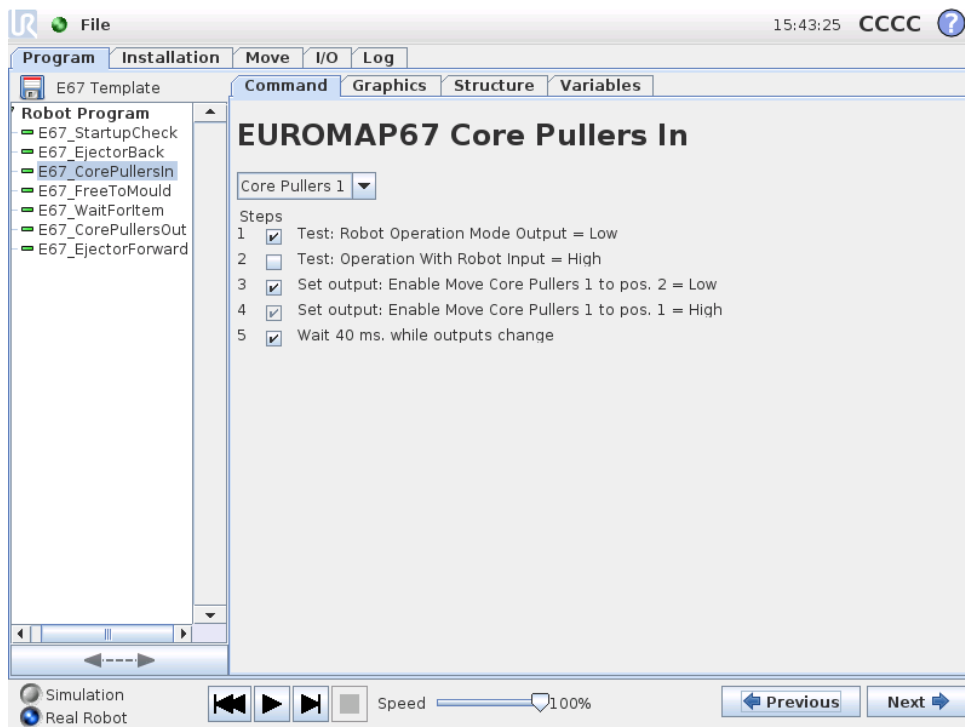 UR File 15:43:25 CCCC ?
Program Installation Move I/O Log
E67 Template
Command Graphics Structure Variables
Robot Program
E67_StartupCheck
E67_EjectorBack
E67_CorePullersIn
E67_FreeToMould
E67_WaitForItem
E67_CorePullersOut
E67_EjectorForward
EUROMAP67 Core Pullers In
Core Pullers 1
Steps
1 Test: Robot Operation Mode Output = Low
2 Test: Operation With Robot Input = High
3 Set output: Enable Move Core Pullers 1 to pos. 2 = Low
4 Set output: Enable Move Core Pullers 1 to pos. 1 = High
5 Wait 40 ms. while outputs change
Simulation
Real Robot
Speed 100%
Previous Next